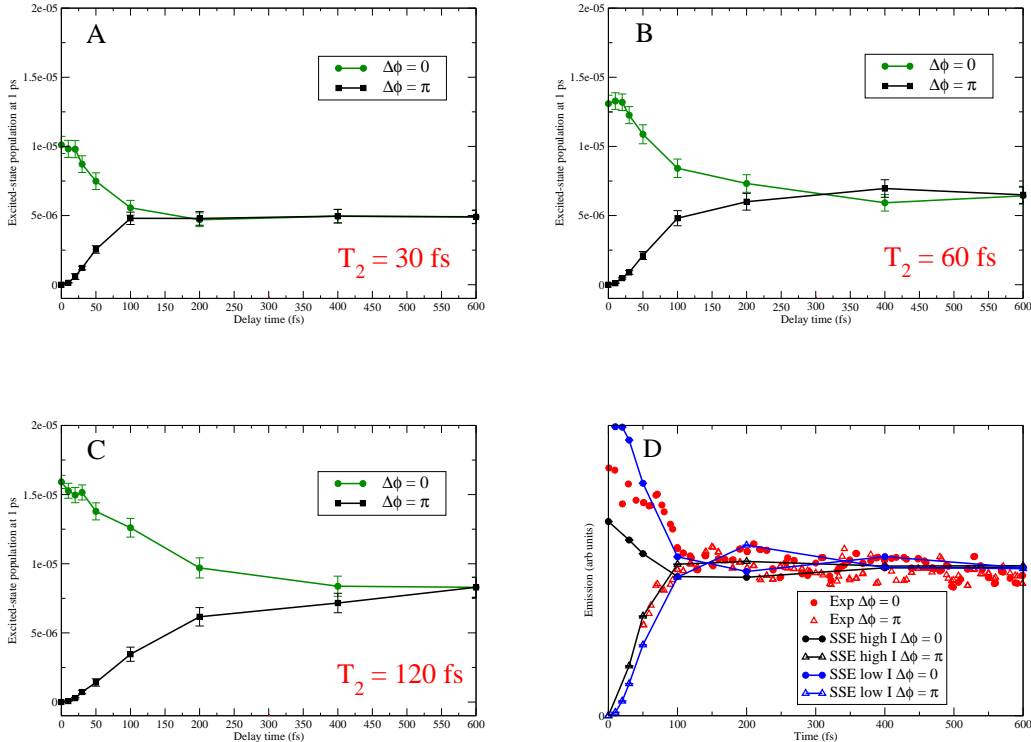 A
2e-05
1.5e-05
1e-05
5e-06
0
Excited-state population at 1 ps
Δϕ = 0
Δϕ = π
T2 = 30 fs
0 50 100 150 200 250 300 350 400 450 500 550 600
Delay time (fs)
B
2e-05
1.5e-05
1e-05
5e-06
0
Excited-state population at 1 ps
Δϕ = 0
Δϕ = π
T2 = 60 fs
0 50 100 150 200 250 300 350 400 450 500 550 600
Delay time (fs)
C
2e-05
1.5e-05
1e-05
5e-06
0
Excited-state population at 1 ps
Δϕ = 0
Δϕ = π
T2 = 120 fs
0 50 100 150 200 250 300 350 400 450 500 550 600
Delay time (fs)
D
Emission (arb units)
0
Exp Δϕ = 0
Exp Δϕ = π
SSE high I Δϕ = 0
SSE high I Δϕ = π
SSE low I Δϕ = 0
SSE low I Δϕ = π
0 100 200 300 400 500 600
Time (fs)